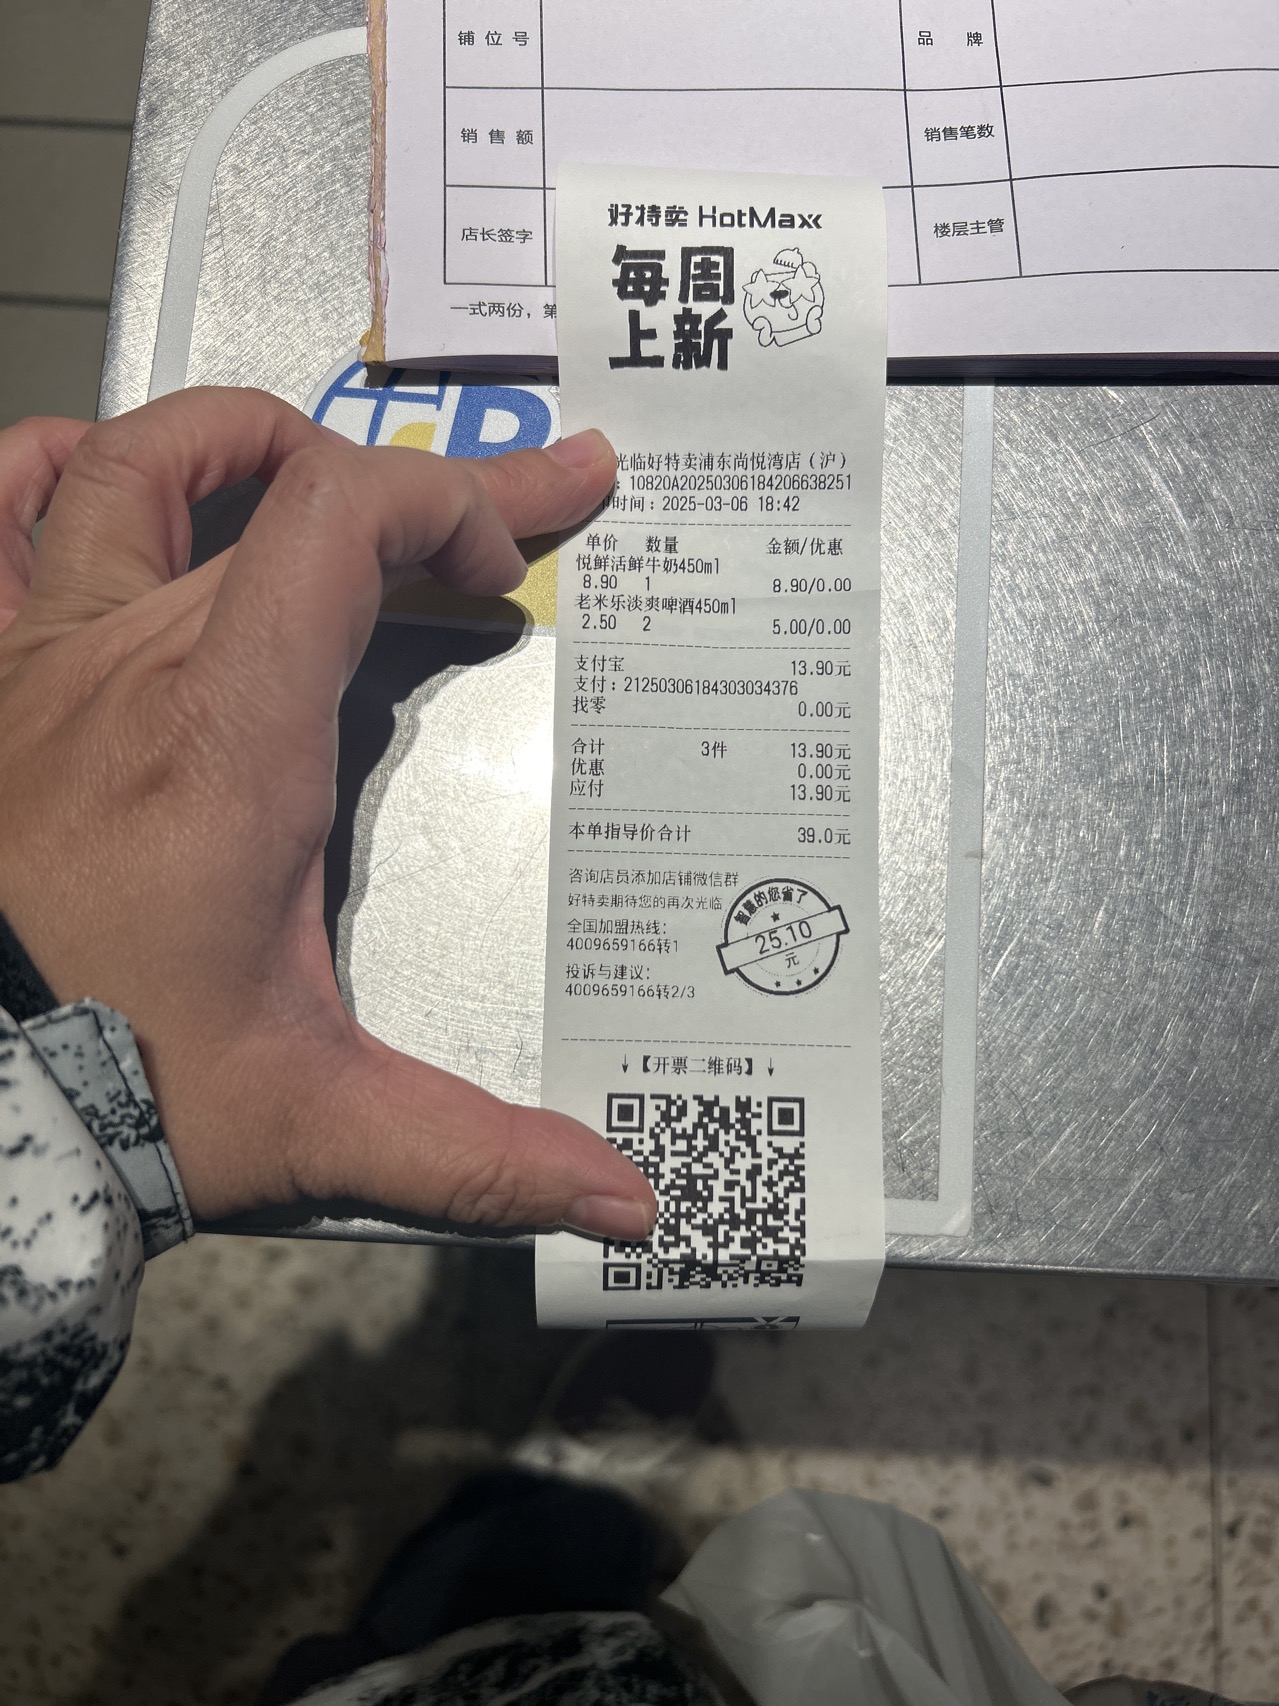 铺位号
品牌
销售额
销售笔数
店长签字
楼层主管
一式两份，第
好特卖 HotMaxx
每周
上新
光临好特卖浦东尚悦湾店（沪）
：10820A20250306184206638251
时间：2025-03-06 18:42
单价 数量 金额/优惠
悦鲜活鲜牛奶450ml
8.90 1 8.90/0.00
老米乐淡爽啤酒450ml
2.50 2 5.00/0.00
支付宝 13.90元
支付：21250306184303034376
找零 0.00元
合计 3件 13.90元
优惠 0.00元
应付 13.90元
本单指导价合计 39.0元
咨询店员添加店铺微信群
好特卖期待您的再次光临
全国加盟热线：
4009659166转1
投诉与建议：
4009659166转2/3
智慧的您省了
25.10
元
↓【开票二维码】↓